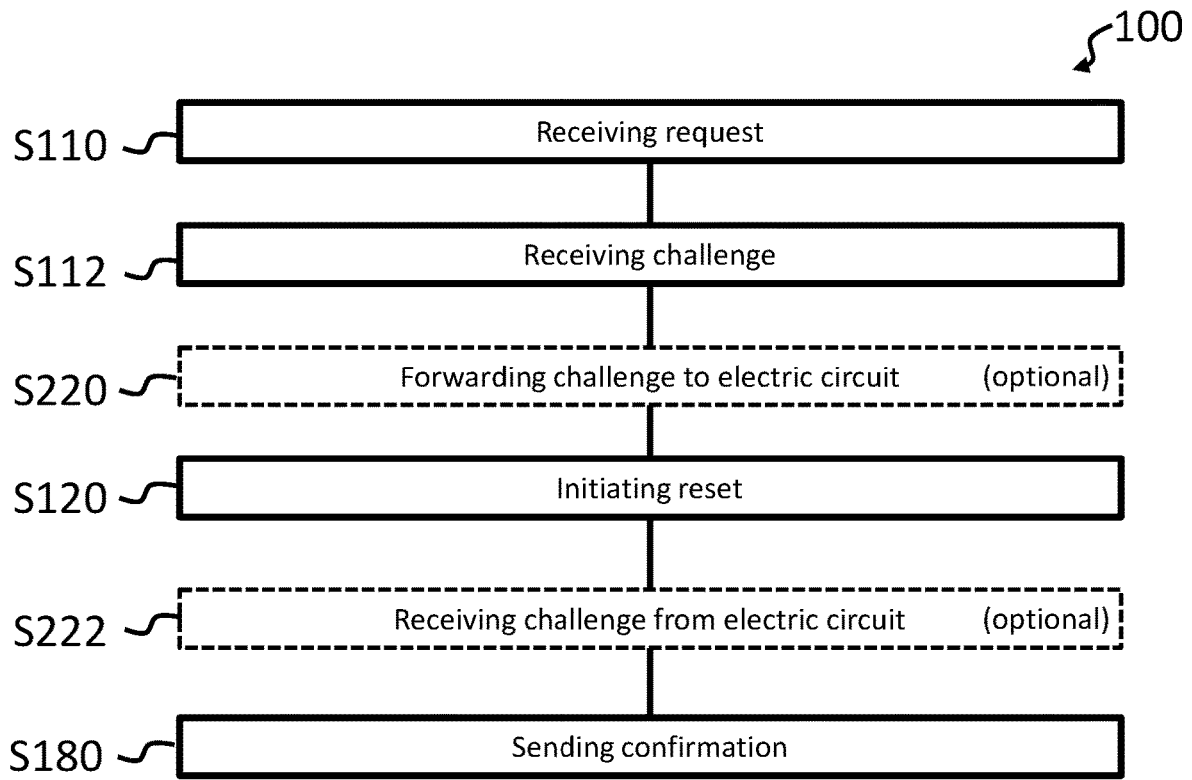 100
S110 Receiving request
S112 Receiving challenge
S220 Forwarding challenge to electric circuit (optional)
S120 Initiating reset
S222 Receiving challenge from electric circuit (optional)
S180 Sending confirmation